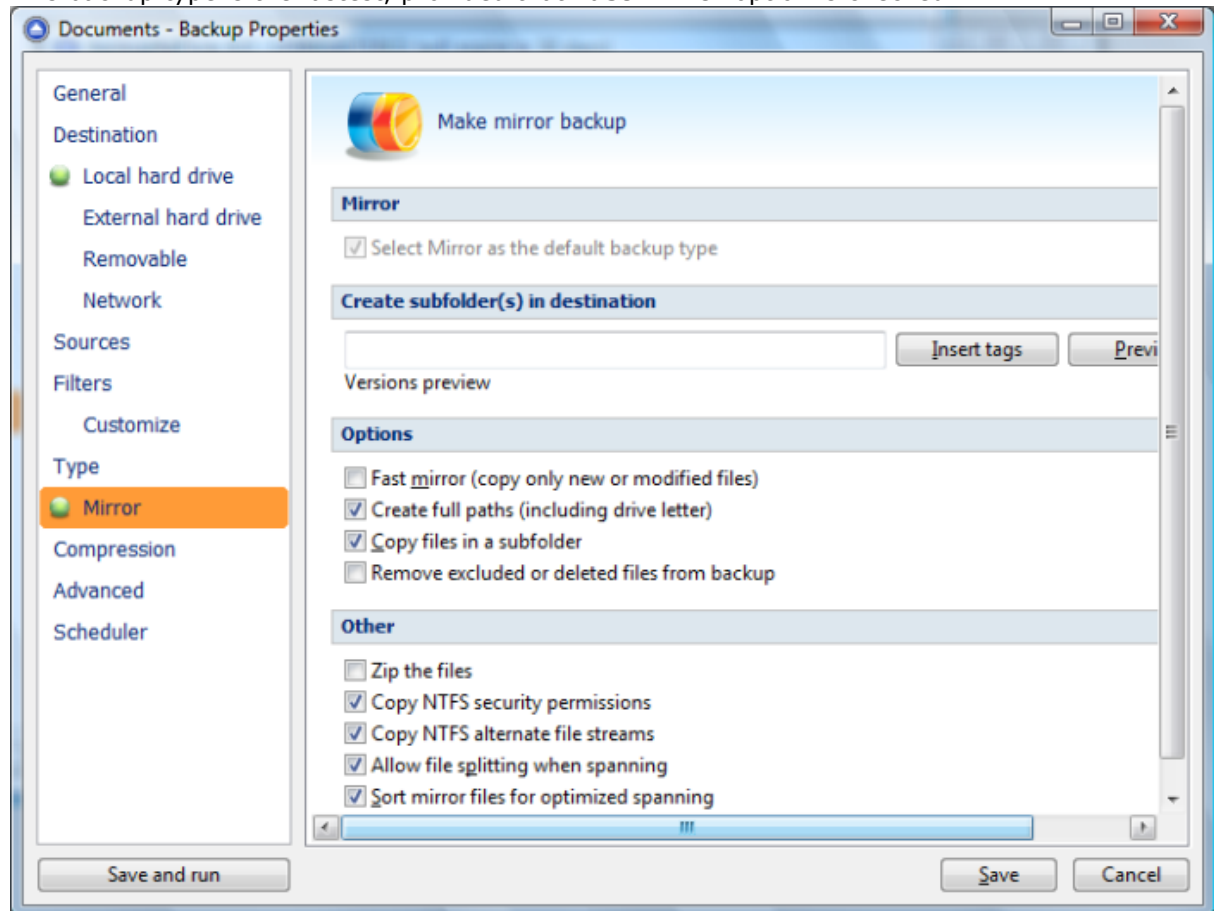 Documents - Backup Properties
General
Destination
Local hard drive
External hard drive
Removable
Network
Sources
Filters
Customize
Type
Mirror
Compression
Advanced
Scheduler
Make mirror backup
Mirror
Select Mirror as the default backup type
Create subfolder(s) in destination
Insert tags
Previ
Versions preview
Options
Fast mirror (copy only new or modified files)
Create full paths (including drive letter)
Copy files in a subfolder
Remove excluded or deleted files from backup
Other
Zip the files
Copy NTFS security permissions
Copy NTFS alternate file streams
Allow file splitting when spanning
Sort mirror files for optimized spanning
Save and run
Save
Cancel